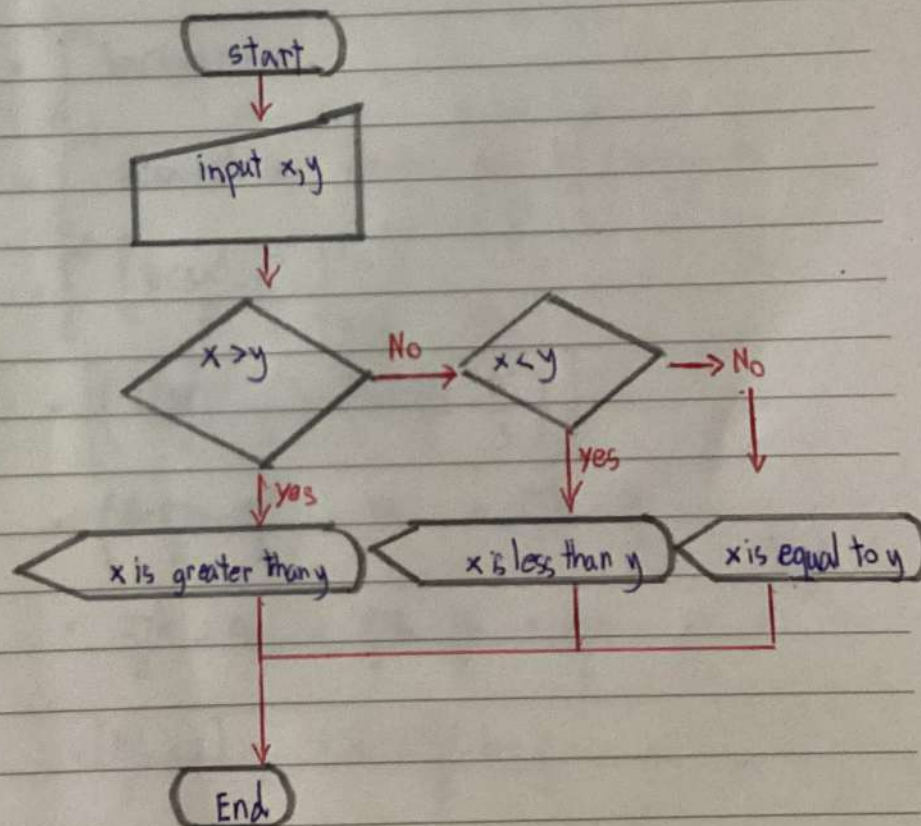 start
input x,y
x>y
No
x<y
No
yes
yes
x is greater than y
x is less than y
x is equal to y
End